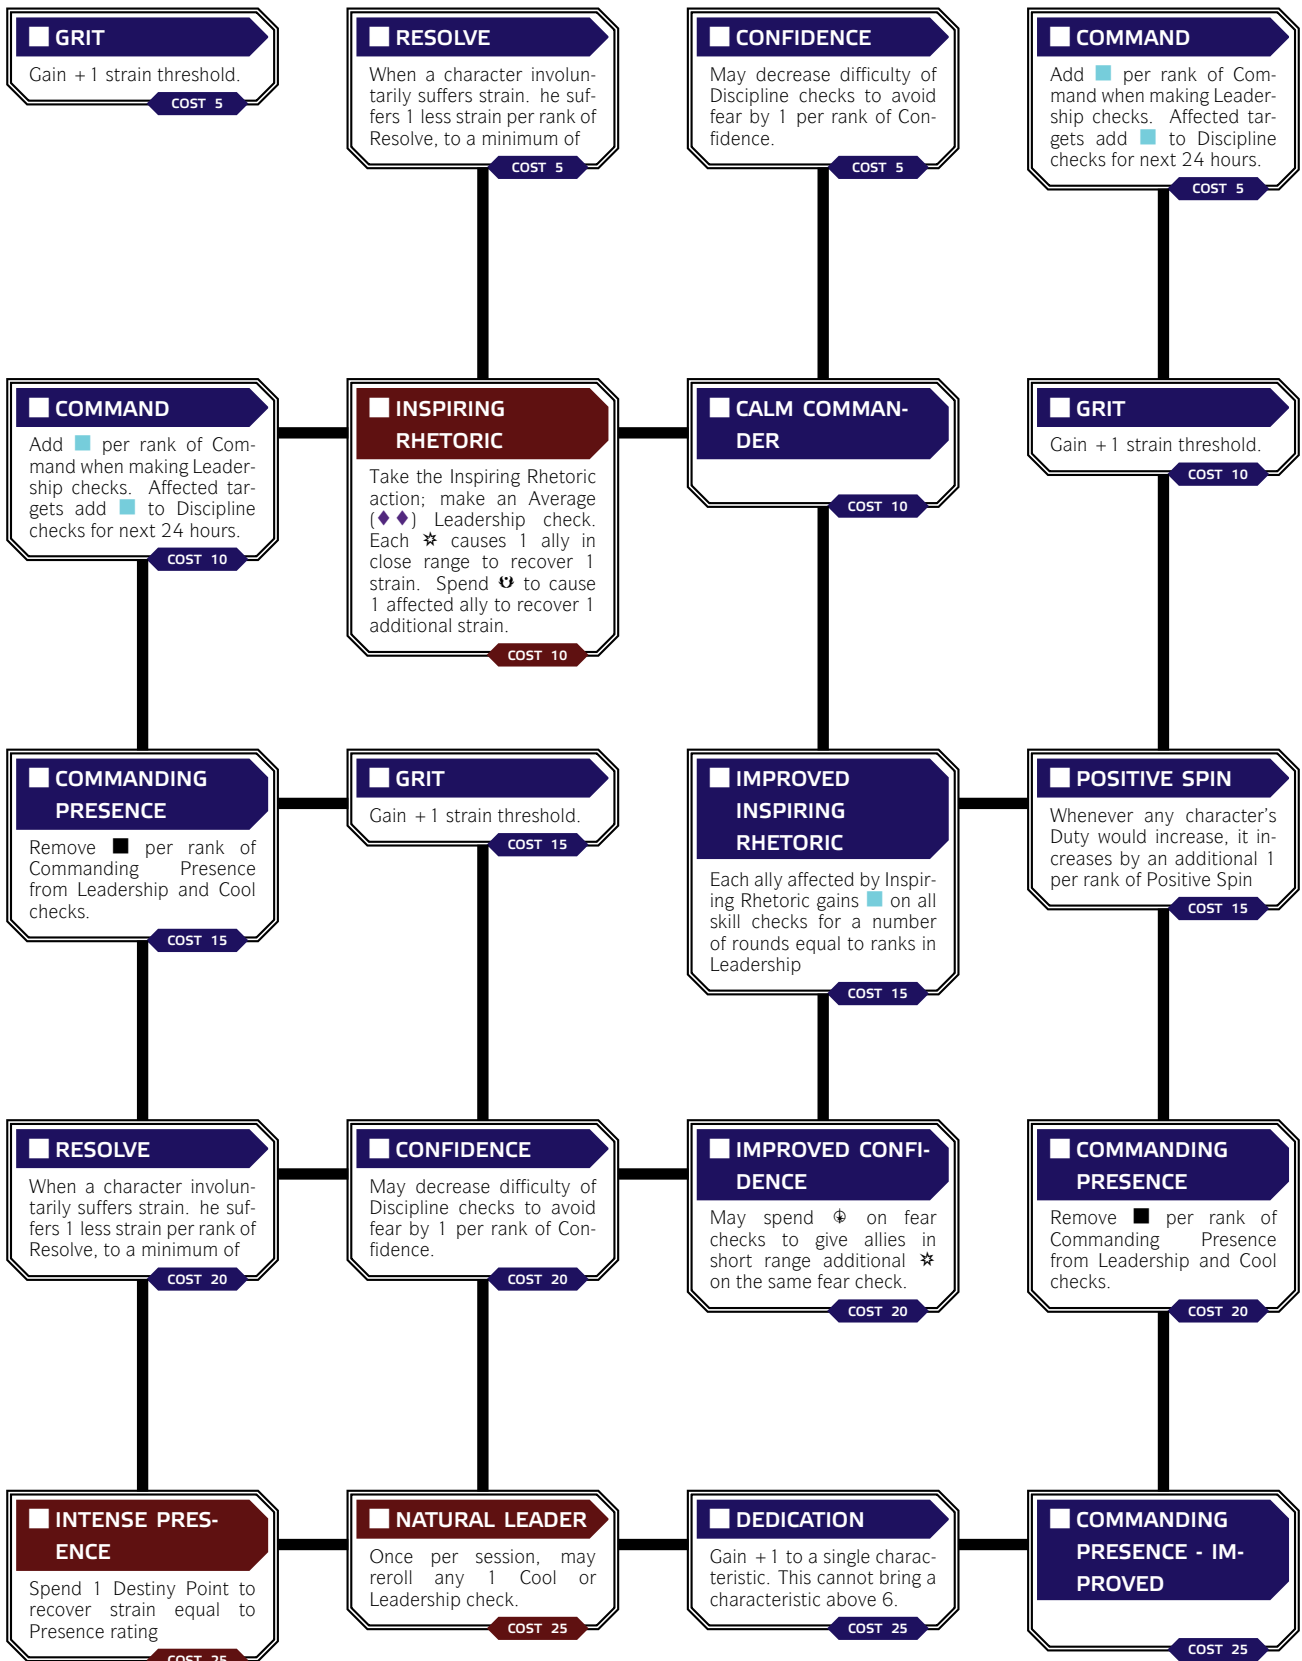 GRIT
Gain +1 strain threshold.
COST 5
RESOLVE
When a character involun-
tarily suffers strain. he suf-
fers 1 less strain per rank of
Resolve, to a minimum of
COST 5
CONFIDENCE
May decrease difficulty of
Discipline checks to avoid
fear by 1 per rank of Con-
fidence.
COST 5
COMMAND
Add per rank of Com-
mand when making Leader-
ship checks. Affected tar-
gets add to Discipline
checks for next 24 hours.
COST 5
COMMAND
Add per rank of Com-
mand when making Leader-
ship checks. Affected tar-
gets add to Discipline
checks for next 24 hours.
COST 10
INSPIRING
RHETORIC
Take the Inspiring Rhetoric
action; make an Average
(♦♦) Leadership check.
Each causes 1 ally in
close range to recover 1
strain. Spend to cause
1 affected ally to recover 1
additional strain.
COST 10
CALM COMMAN-
DER
COST 10
GRIT
Gain +1 strain threshold.
COST 10
COMMANDING
PRESENCE
Remove per rank of
Commanding Presence
from Leadership and Cool
checks.
COST 15
GRIT
Gain +1 strain threshold.
COST 15
IMPROVED
INSPIRING
RHETORIC
Each ally affected by Inspir-
ing Rhetoric gains on all
skill checks for a number
of rounds equal to ranks in
Leadership
COST 15
POSITIVE SPIN
Whenever any character's
Duty would increase, it in-
creases by an additional 1
per rank of Positive Spin
COST 15
RESOLVE
When a character involun-
tarily suffers strain. he suf-
fers 1 less strain per rank of
Resolve, to a minimum of
COST 20
CONFIDENCE
May decrease difficulty of
Discipline checks to avoid
fear by 1 per rank of Con-
fidence.
COST 20
IMPROVED CONFI-
DENCE
May spend on fear
checks to give allies in
short range additional
on the same fear check.
COST 20
COMMANDING
PRESENCE
Remove per rank of
Commanding Presence
from Leadership and Cool
checks.
COST 20
INTENSE PRES-
ENCE
Spend 1 Destiny Point to
recover strain equal to
Presence rating
COST 25
NATURAL LEADER
Once per session, may
reroll any 1 Cool or
Leadership check.
COST 25
DEDICATION
Gain +1 to a single charac-
teristic. This cannot bring a
characteristic above 6.
COST 25
COMMANDING
PRESENCE - IM-
PROVED
COST 25